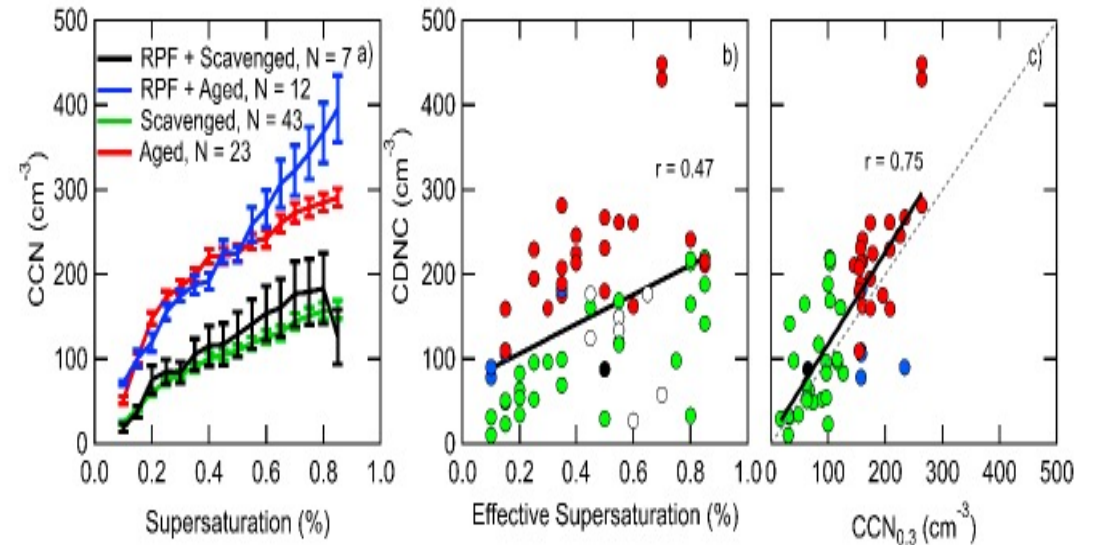 500
400
300
200
100
0
CCN (cm⁻³)
RPF + Scavenged, N = 7
RPF + Aged, N = 12
Scavenged, N = 43
Aged, N = 23
a)
0.0 0.2 0.4 0.6 0.8 1.0
Supersaturation (%)
500
400
300
200
100
0
CDNC (cm⁻³)
b)
r = 0.47
0.0 0.2 0.4 0.6 0.8 1.0
Effective Supersaturation (%)
c)
r = 0.75
0 100 200 300 400 500
CCN₀.₃ (cm⁻³)